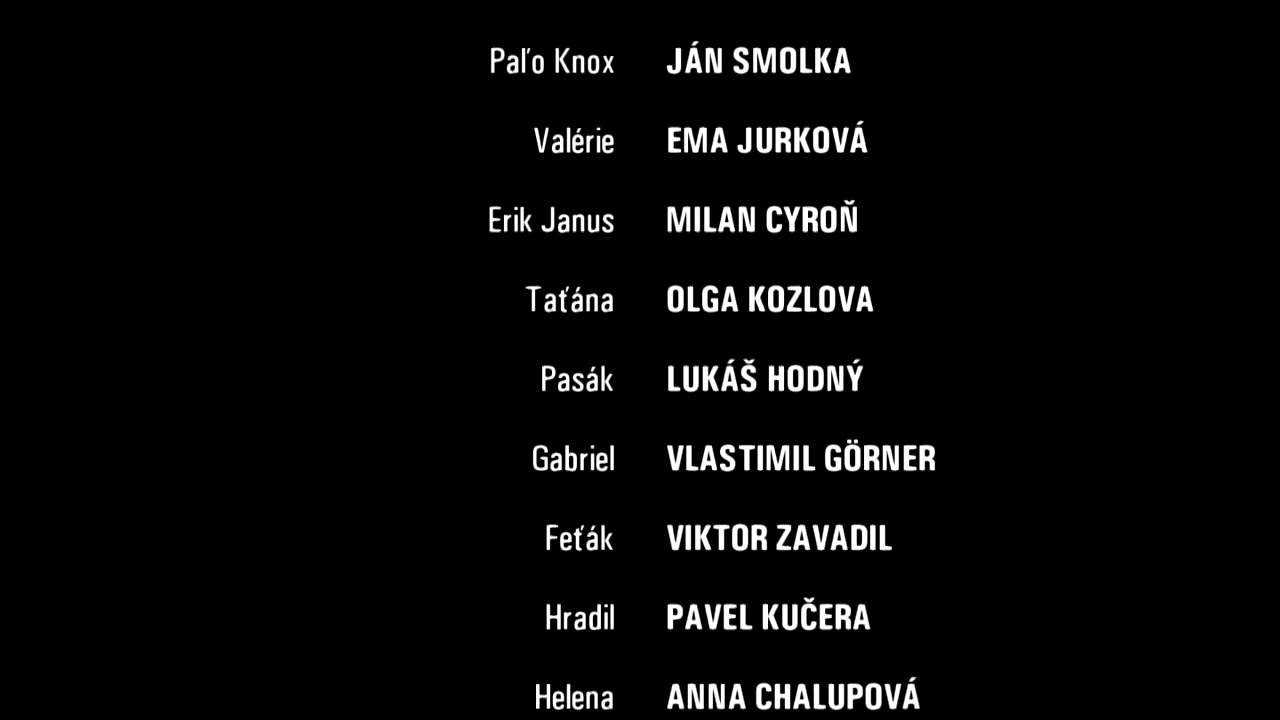 Paľo Knox JÁN SMOLKA
Valérie EMA JURKOVÁ
Erik Janus MILAN CYROŇ
Taťána OLGA KOZLOVA
Pasák LUKÁŠ HODNÝ
Gabriel VLASTIMIL GÖRNER
Feťák VIKTOR ZAVADIL
Hradil PAVEL KUČERA
Helena ANNA CHALUPOVÁ